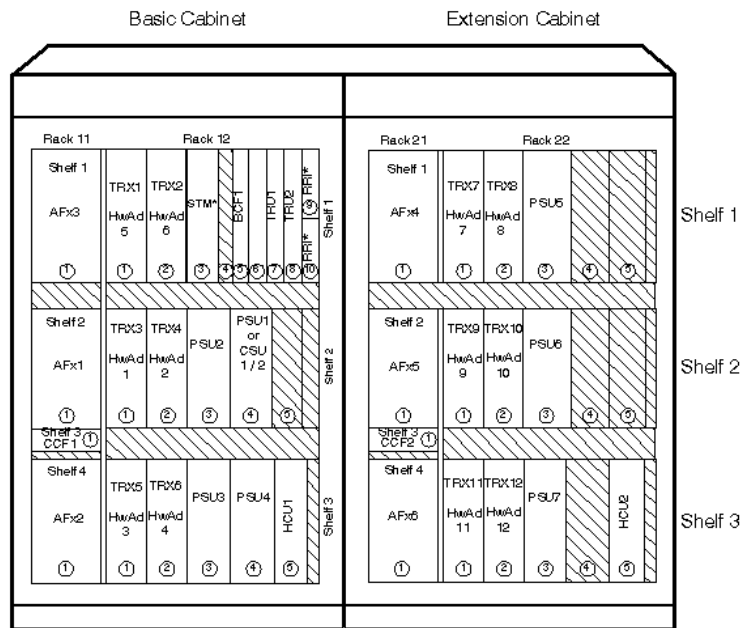 Basic Cabinet
Extension Cabinet
Rack 11
Rack 12
Shelf 1
AFx3
1
TRX1
HwAd
5
1
TRX2
HwAd
6
2
STM*
3
4
BCF1
5
6
TRU1
7
TRU2
8
RRI*
9
RRI*
10
Shelf 1
Shelf 2
AFx1
1
TRX3
HwAd
1
1
TRX4
HwAd
2
2
PSU2
3
PSU1
or
CSU
1 / 2
4
5
Shelf 2
Shelf 3
CCF1
1
Shelf 4
AFx2
1
TRX5
HwAd
3
1
TRX6
HwAd
4
2
PSU3
3
PSU4
4
HCU1
5
Shelf 3
Rack21
Rack 22
Shelf 1
AFx4
1
TRX7
HwAd
7
1
TRX8
HwAd
8
2
PSU5
3
4
5
Shelf 1
Shelf 2
AFx5
1
TRX9
HwAd
9
1
TRX10
HwAd
10
2
PSU6
3
4
5
Shelf 2
Shelf 3
CCF2
1
Shelf 4
AFx6
1
TRX11
HwAd
11
1
TRX12
HwAd
12
2
PSU7
3
4
HCU2
5
Shelf 3